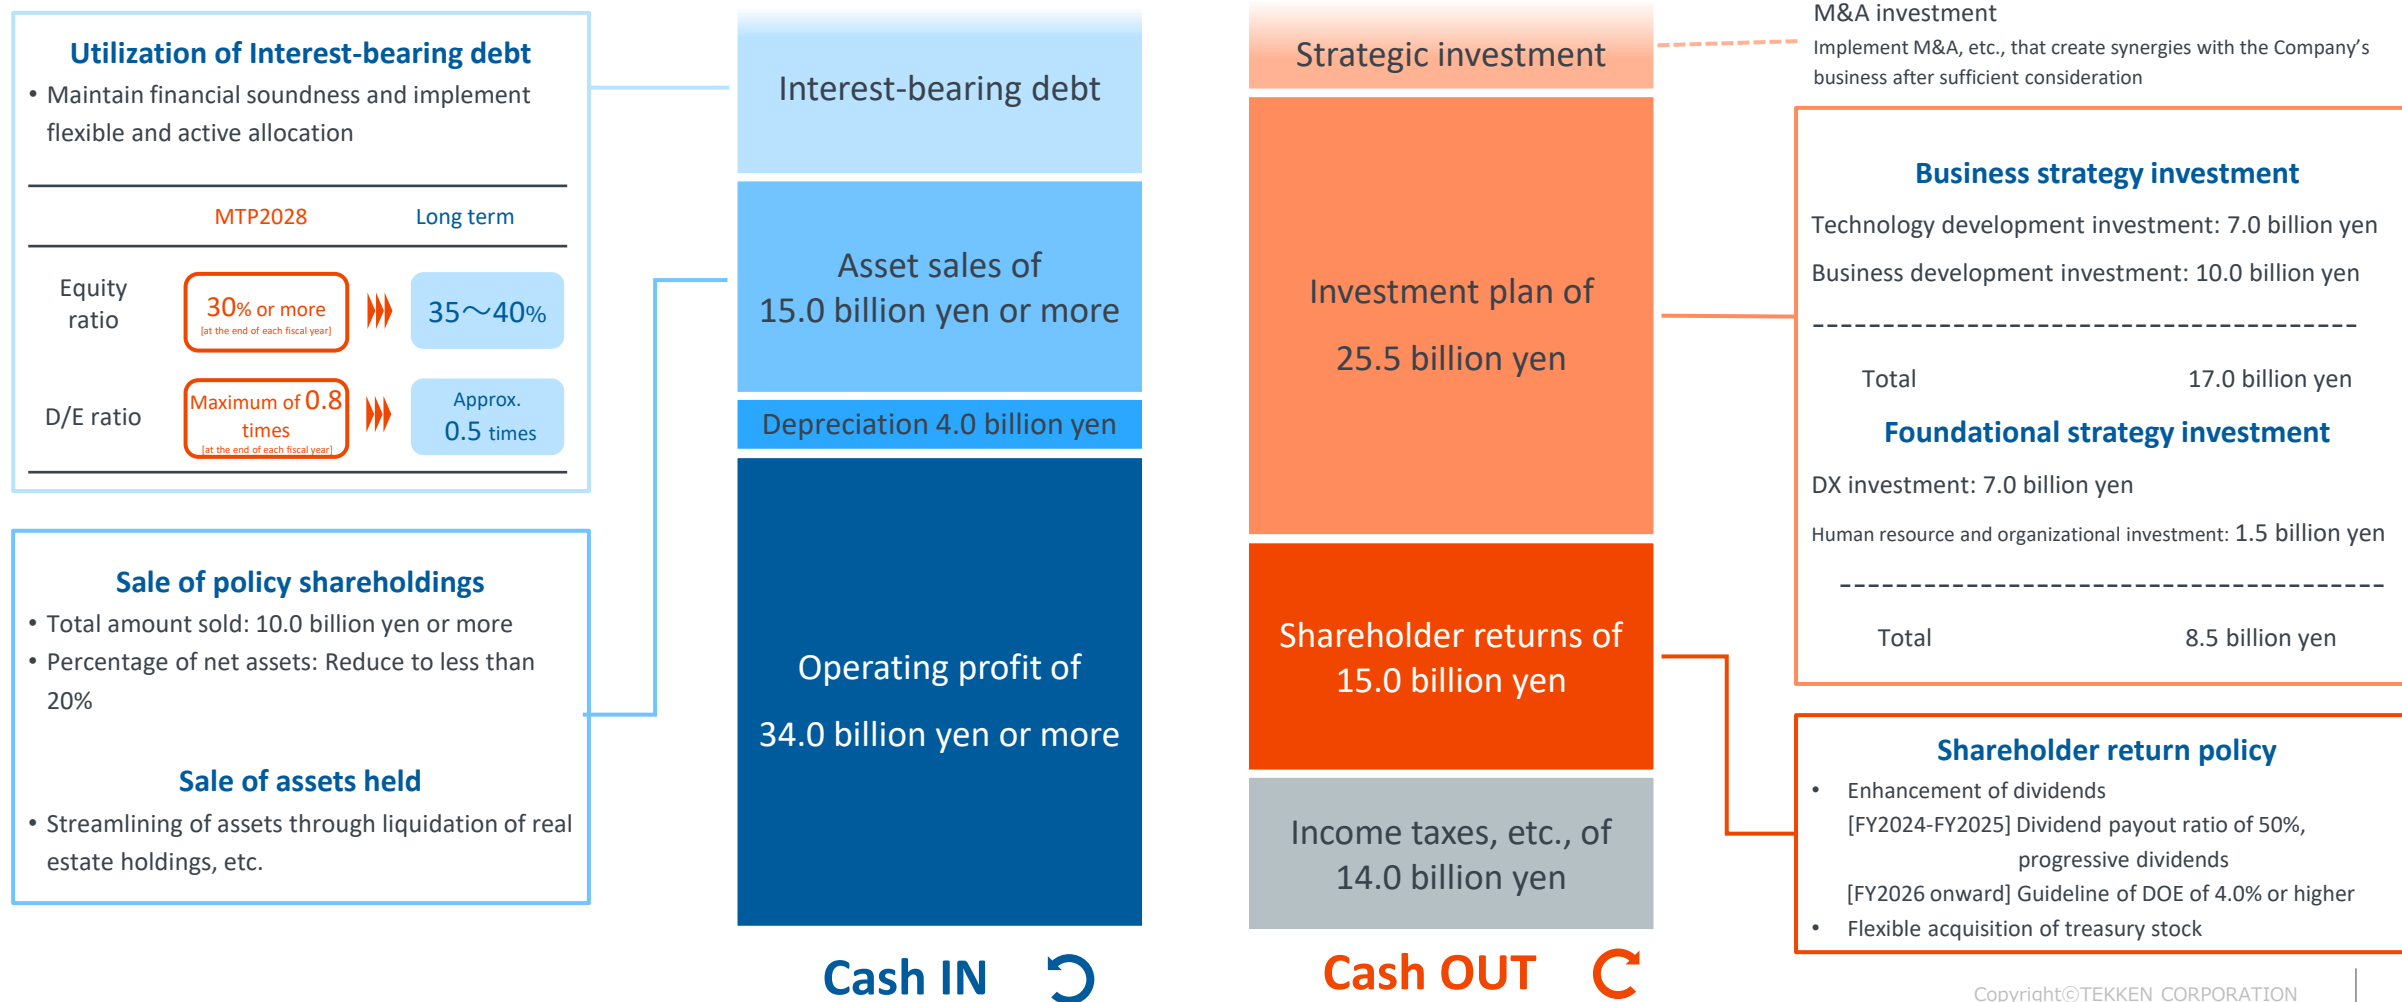 Utilization of Interest-bearing debt
• Maintain financial soundness and implement
flexible and active allocation
MTP2028 Long term
Equity
ratio
30% or more
[at the end of each fiscal year]
35～40%
D/E ratio
Maximum of 0.8
times
[at the end of each fiscal year]
Approx.
0.5 times
Sale of policy shareholdings
• Total amount sold: 10.0 billion yen or more
• Percentage of net assets: Reduce to less than
20%
Sale of assets held
• Streamlining of assets through liquidation of real
estate holdings, etc.
Interest-bearing debt
Asset sales of
15.0 billion yen or more
Depreciation 4.0 billion yen
Operating profit of
34.0 billion yen or more
Cash IN
Strategic investment
Investment plan of
25.5 billion yen
Shareholder returns of
15.0 billion yen
Income taxes, etc., of
14.0 billion yen
Cash OUT
M&A investment
Implement M&A, etc., that create synergies with the Company's
business after sufficient consideration
Business strategy investment
Technology development investment: 7.0 billion yen
Business development investment: 10.0 billion yen
Total 17.0 billion yen
Foundational strategy investment
DX investment: 7.0 billion yen
Human resource and organizational investment: 1.5 billion yen
Total 8.5 billion yen
Shareholder return policy
• Enhancement of dividends
[FY2024-FY2025] Dividend payout ratio of 50%,
progressive dividends
[FY2026 onward] Guideline of DOE of 4.0% or higher
• Flexible acquisition of treasury stock
Copyright©TEKKEN CORPORATION